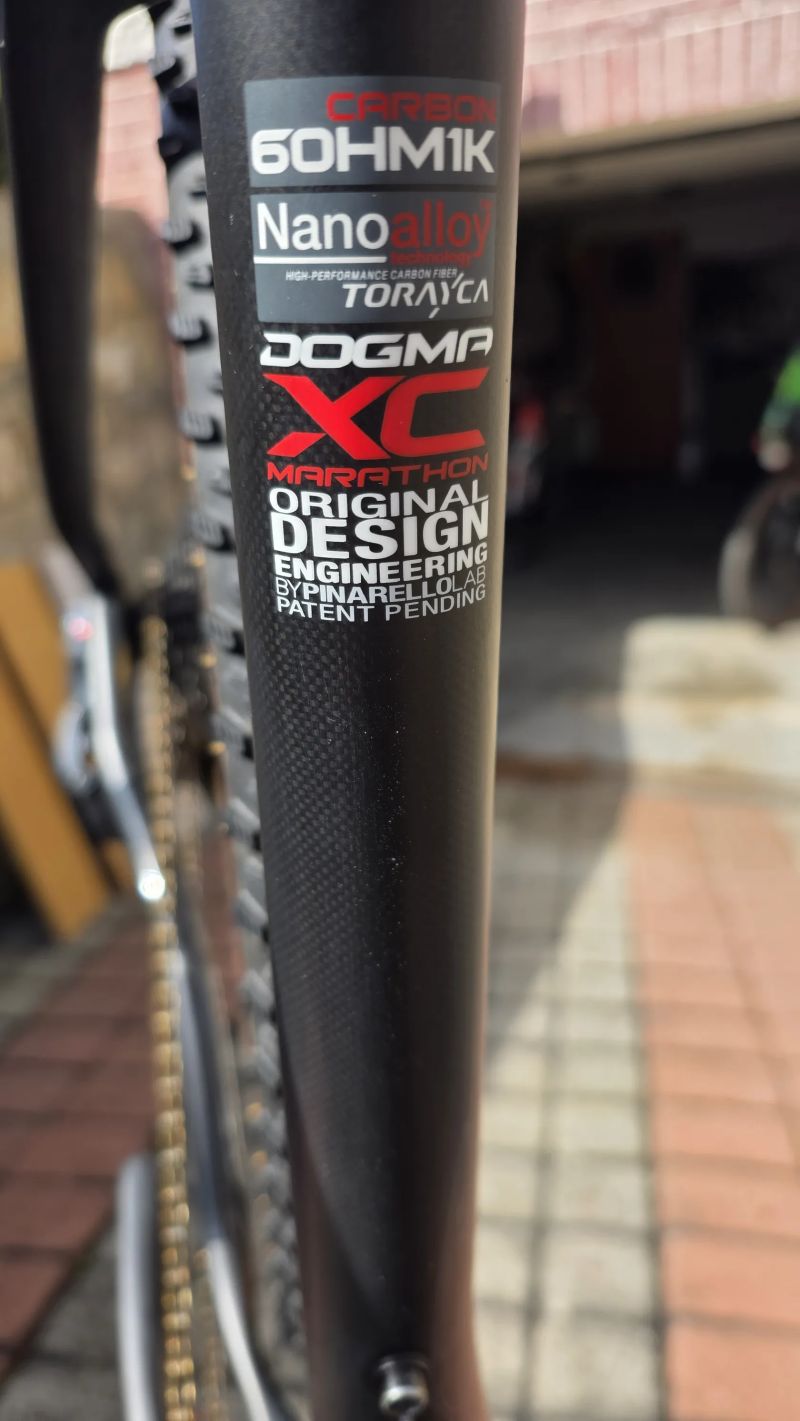 CARBON
60HM1K
Nanoalloy
technology
HIGH-PERFORMANCE CARBON FIBER
TORAYCA
DOGMA
XC
MARATHON
ORIGINAL
DESIGN
ENGINEERING
BYPINARELLOLAB
PATENT PENDING